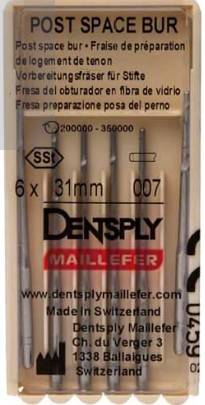 POST SPACE BUR
Post space bur • Fraise de préparation
de logement de tenon
Vorbereitungsfräser für Stifte
Fresa del obturador en fibra de vidrio
Fresa preparazione posa del perno
200000 - 350000
SSt
6 x 31mm 007
DENTSPLY
MAILLEFER
www.dentsplymaillefer.com
Made in Switzerland
Dentsply Maillefer
Ch. du Verger 3
1338 Ballaigues
Switzerland
0459